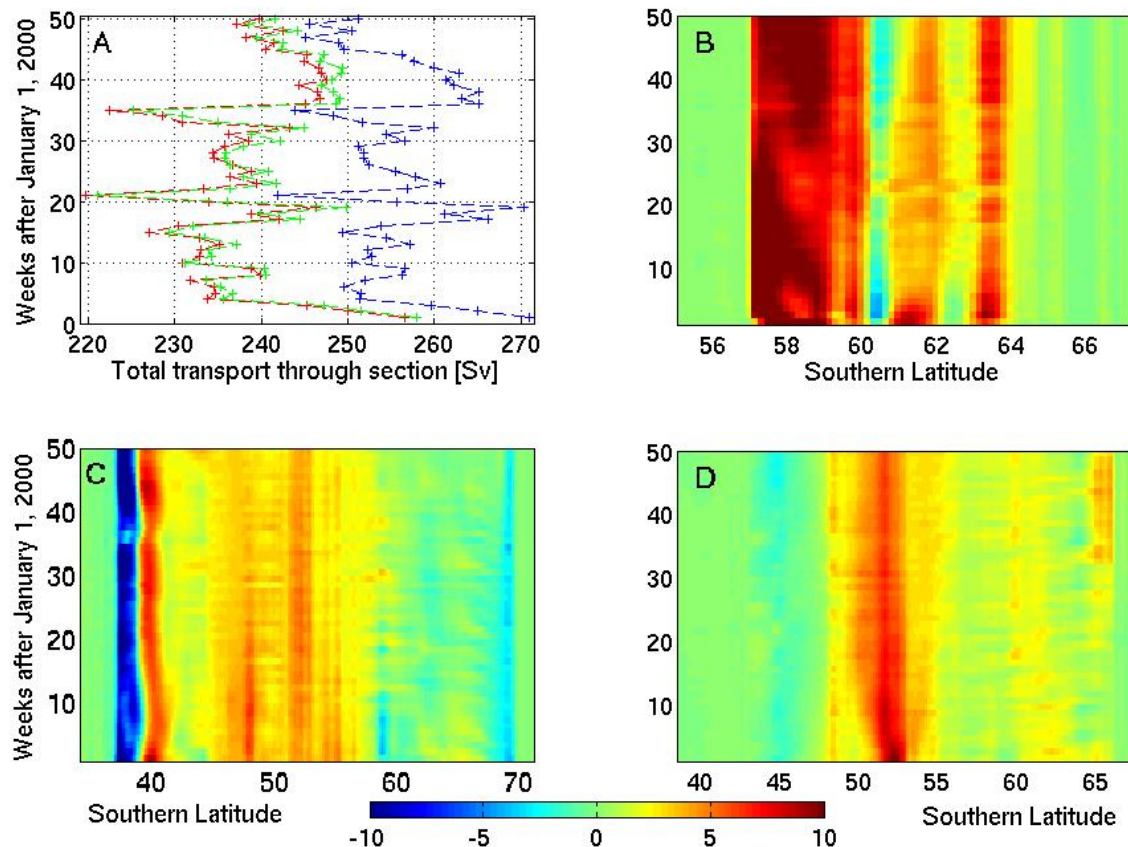 A
50
40
30
20
10
0
Weeks after January 1, 2000
220 230 240 250 260 270
Total transport through section [Sv]
B
50
40
30
20
10
56 58 60 62 64 66
Southern Latitude
C
50
40
30
20
10
Weeks after January 1, 2000
40 50 60 70
Southern Latitude
D
50
40
30
20
10
40 45 50 55 60 65
Southern Latitude
-10 -5 0 5 10